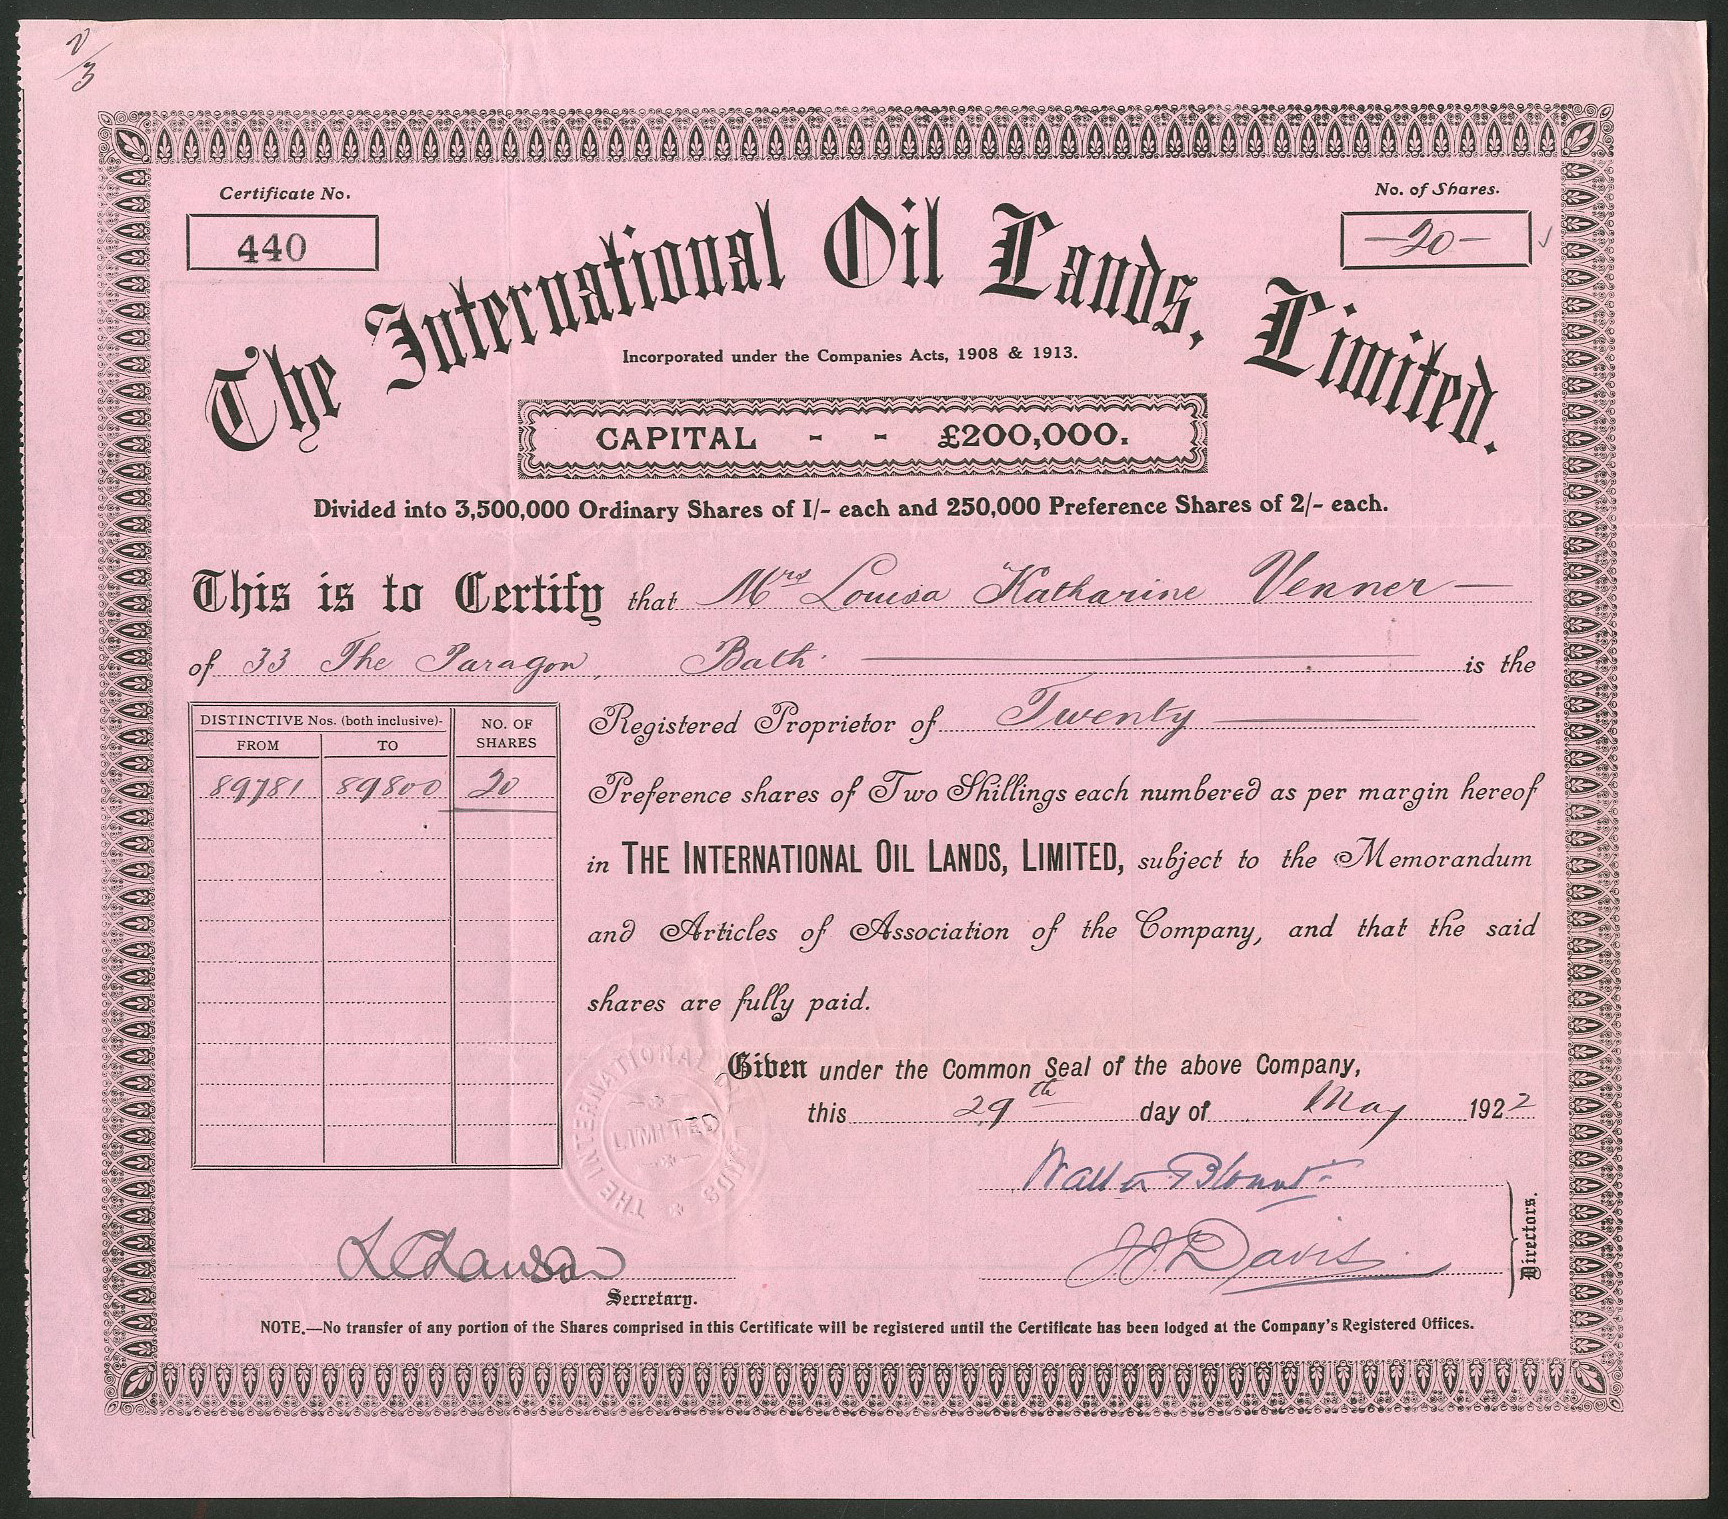 2/3
Certificate No.
440
No. of Shares.
—20—
The International Oil Lands, Limited.
Incorporated under the Companies Acts, 1908 & 1913.
CAPITAL - - £200,000.
Divided into 3,500,000 Ordinary Shares of 1/- each and 250,000 Preference Shares of 2/- each.
This is to Certify that Mrs Louisa Katharine Venner —
of 33 The Paragon, Bath. — is the
Registered Proprietor of Twenty —
Preference shares of Two Shillings each numbered as per margin hereof
in THE INTERNATIONAL OIL LANDS, LIMITED, subject to the Memorandum
and Articles of Association of the Company, and that the said
shares are fully paid.
DISTINCTIVE Nos. (both inclusive)- NO. OF SHARES
FROM TO
89781 89800 20
Given under the Common Seal of the above Company,
this 29th day of May 1922
THE INTERNATIONAL OIL LANDS
LIMITED
Walter Blount
J J Davis
Directors.
Secretary.
NOTE.—No transfer of any portion of the Shares comprised in this Certificate will be registered until the Certificate has been lodged at the Company's Registered Offices.